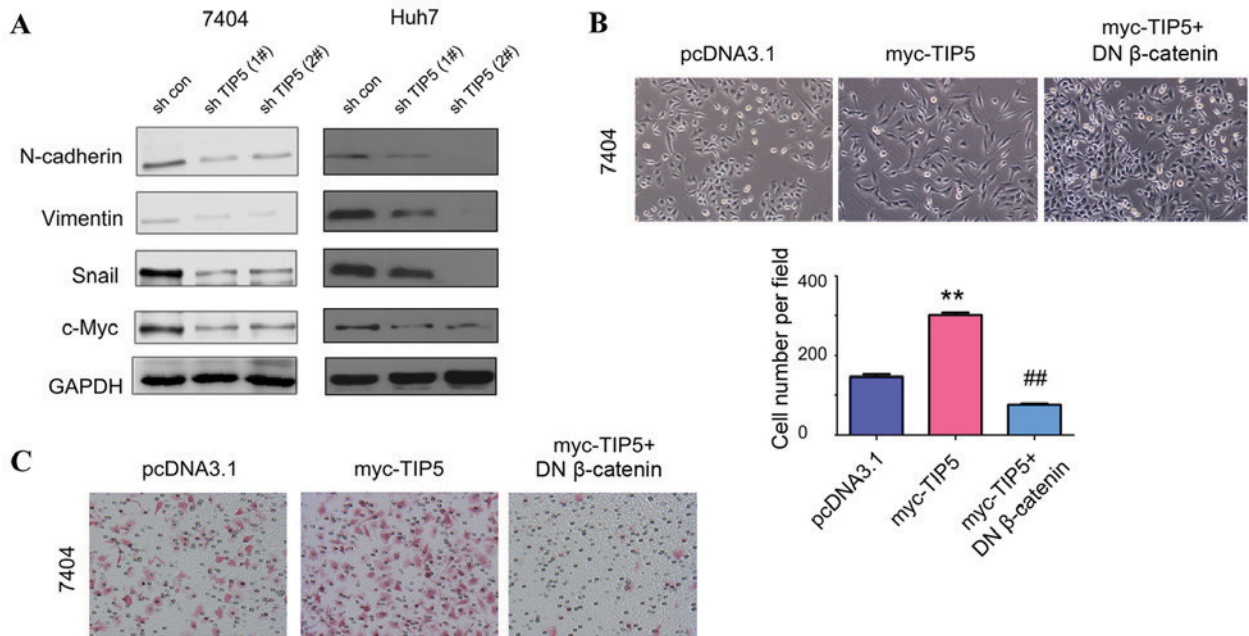 A
7404
Huh7
sh con
sh TIP5 (1#)
sh TIP5 (2#)
sh con
sh TIP5 (1#)
sh TIP5 (2#)
N-cadherin
Vimentin
Snail
c-Myc
GAPDH
B
pcDNA3.1
myc-TIP5
myc-TIP5+
DN β-catenin
7404
Cell number per field
400
200
0
**
##
pcDNA3.1
myc-TIP5
myc-TIP5+
DN β-catenin
C
pcDNA3.1
myc-TIP5
myc-TIP5+
DN β-catenin
7404